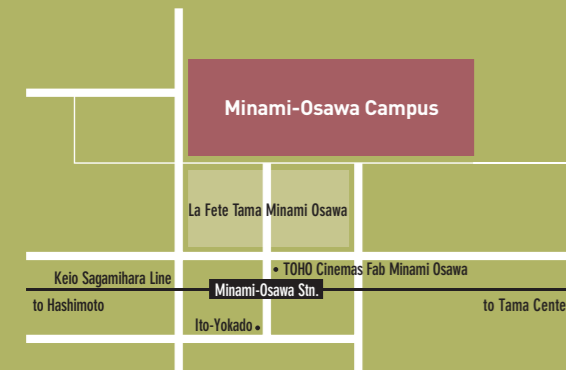 Minami-Osawa Campus
La Fete Tama Minami Osawa
TOHO Cinemas Fab Minami Osawa
Keio Sagamihara Line
Minami-Osawa Stn.
to Hashimoto
to Tama Cente
Ito-Yokado